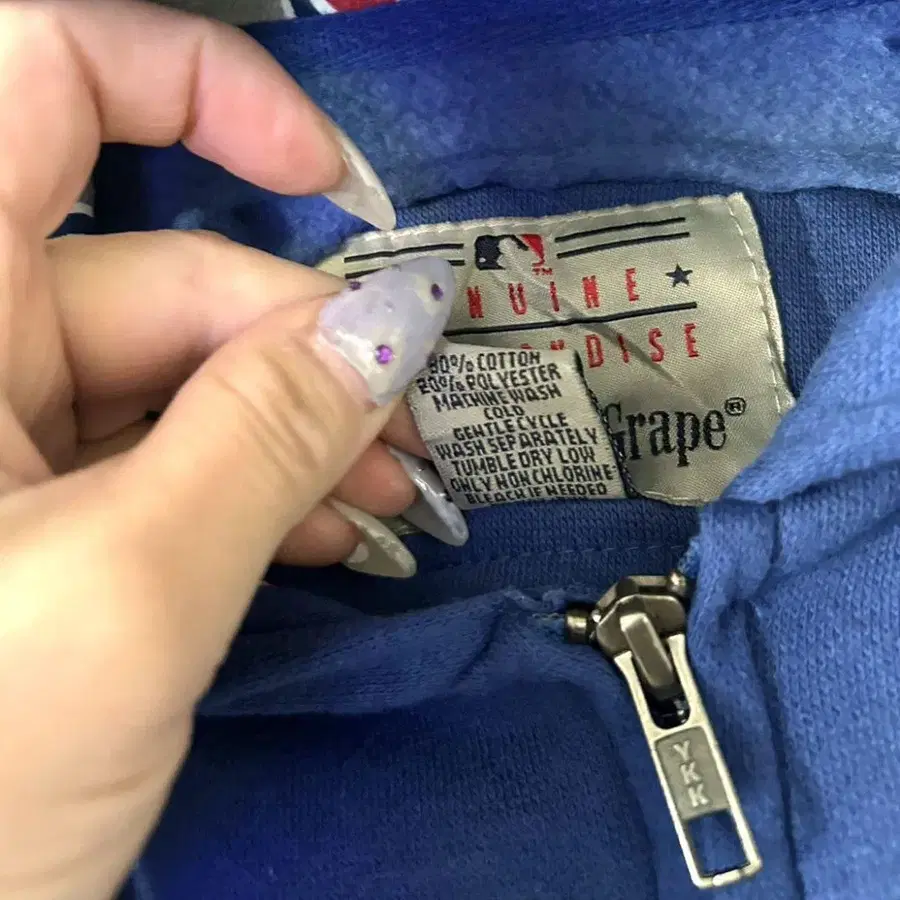 TM
NUINE
DISE
Grape®
80% COTTON
20% POLYESTER
MACHINE WASH
COLD
GENTLE CYCLE
WASH SEPARATELY
TUMBLE DRY LOW
ONLY NON CHLORINE
BLEACH IF NEEDED
YKK